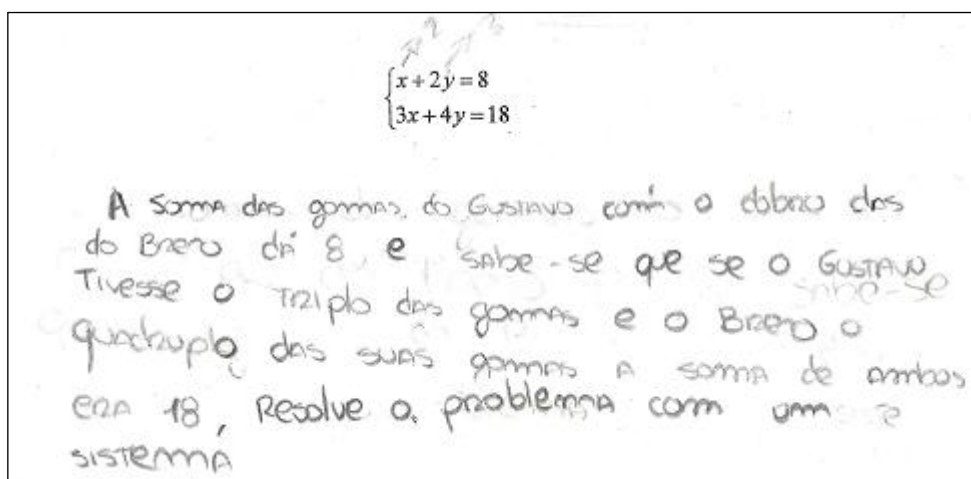 2 3
x + 2y = 8
3x + 4y = 18
A soma das gomas do Gustavo com o dobro das
do Breno dá 8 e sabe-se que se o Gustavo
Tivesse o Triplo das gomas e o Breno o
quadruplo das suas gomas a soma de ambos
era 18, Resolve o problema com um
sistema